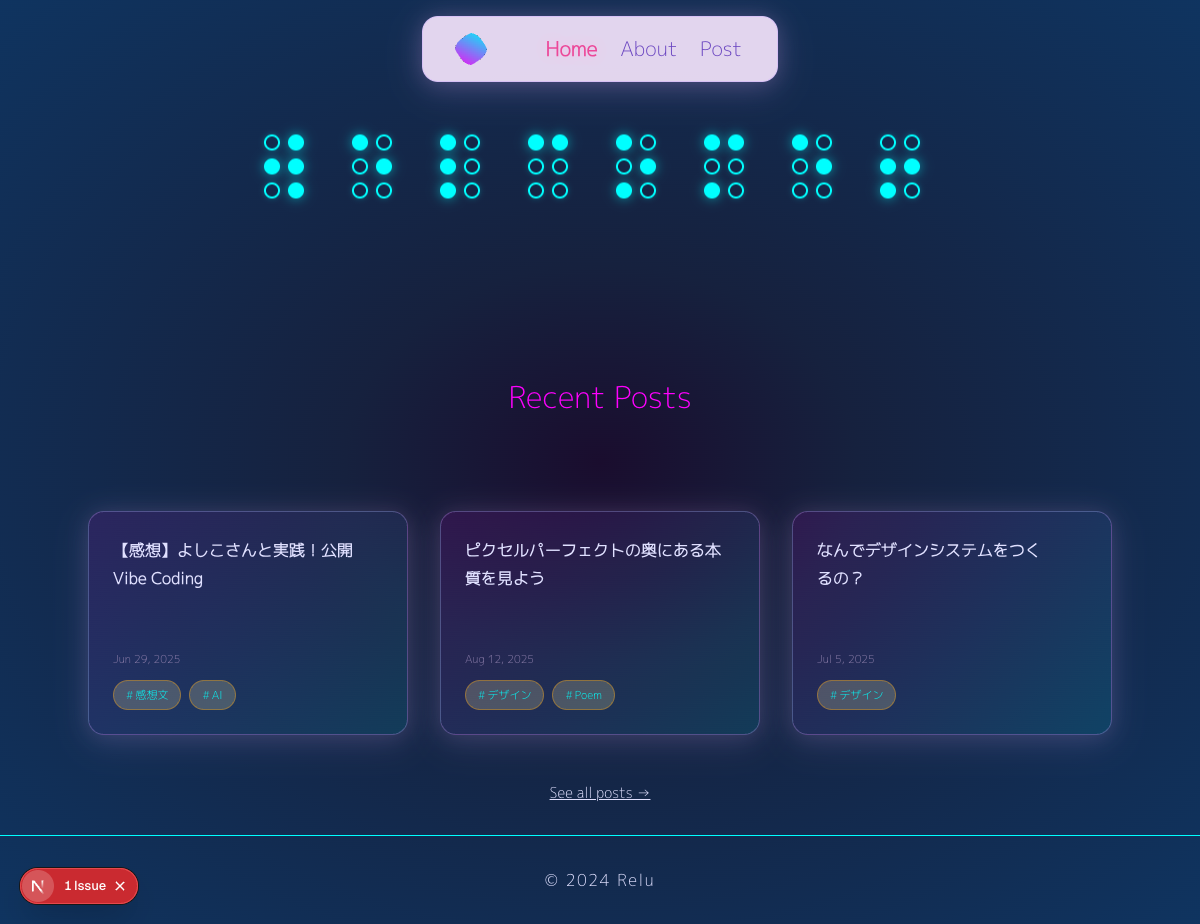 Home About Post
⠺⠑⠇⠉⠕⠍⠑⠖
Recent Posts
【感想】よしこさんと実践！公開
Vibe Coding
Jun 29, 2025
# 感想文 # AI
ピクセルパーフェクトの奥にある本
質を見よう
Aug 12, 2025
# デザイン # Poem
なんでデザインシステムをつく
るの？
Jul 5, 2025
# デザイン
See all posts →
© 2024 Relu
N 1 Issue ×